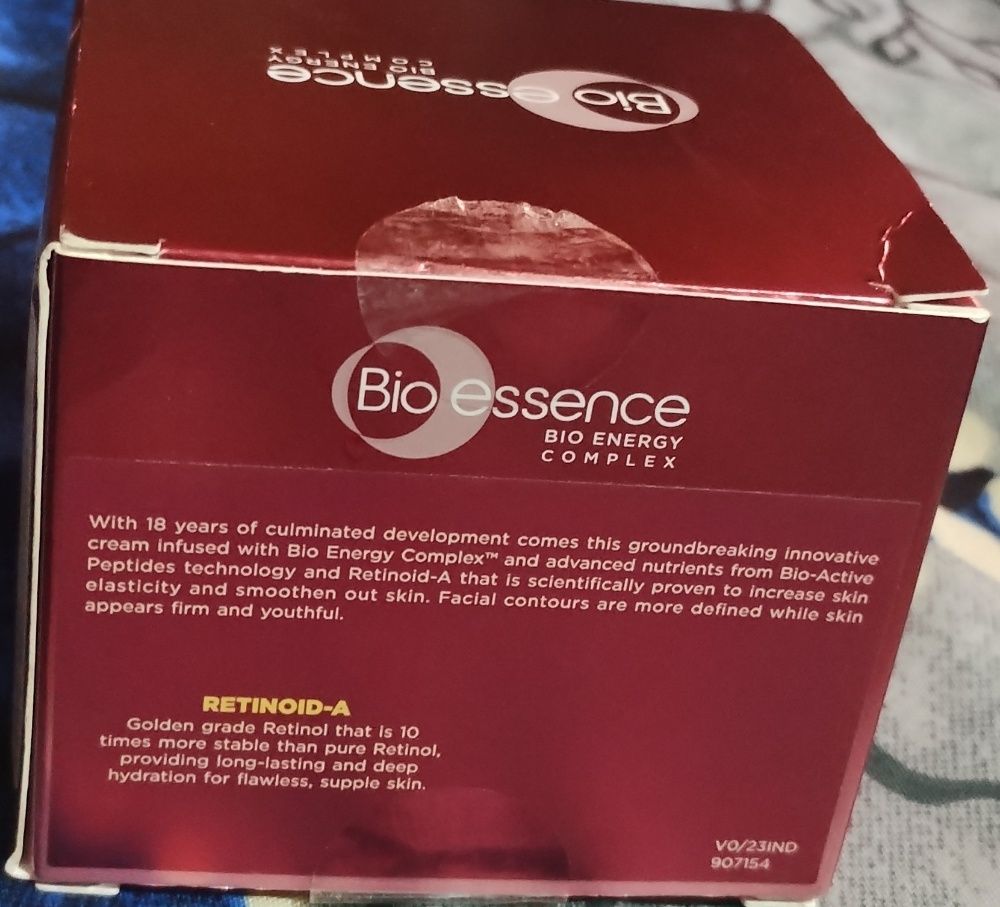 Bio essence
BIO ENERGY
COMPLEX
Bio essence
BIO ENERGY
COMPLEX
With 18 years of culminated development comes this groundbreaking innovative
cream infused with Bio Energy Complex™ and advanced nutrients from Bio-Active
Peptides technology and Retinoid-A that is scientifically proven to increase skin
elasticity and smoothen out skin. Facial contours are more defined while skin
appears firm and youthful.
RETINOID-A
Golden grade Retinol that is 10
times more stable than pure Retinol,
providing long-lasting and deep
hydration for flawless, supple skin.
V0/23IND
907154